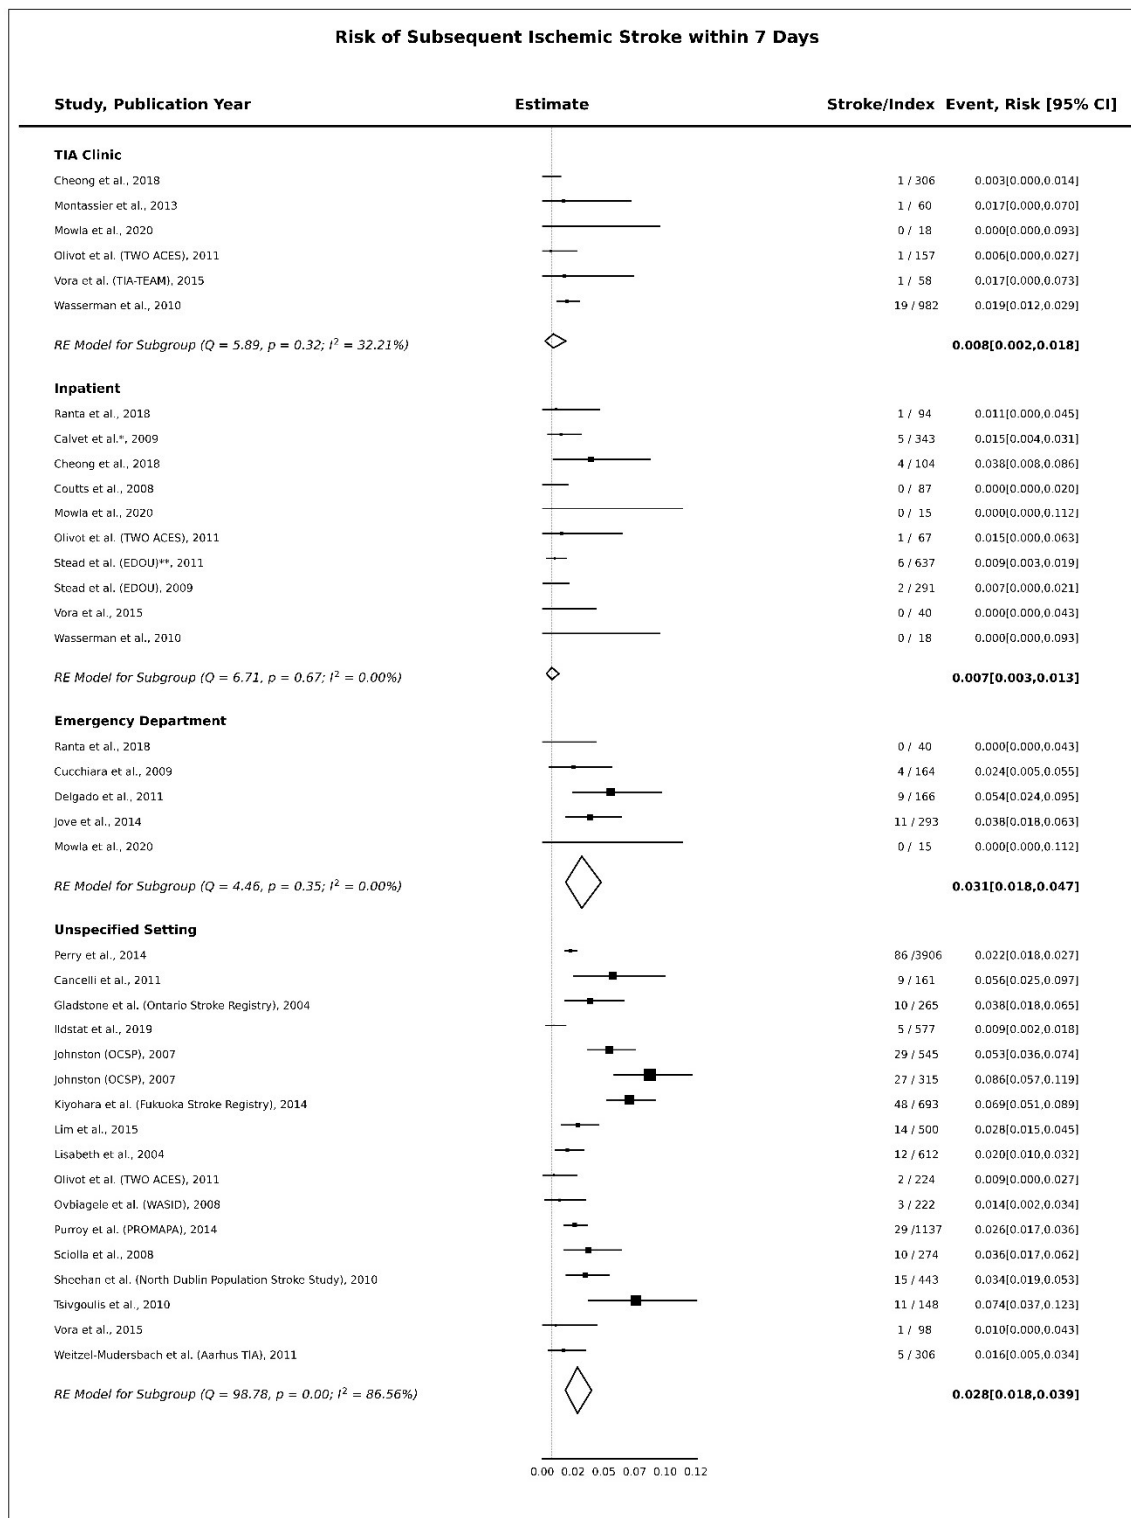 Risk of Subsequent Ischemic Stroke within 7 Days
Study, Publication Year Estimate Stroke/Index Event, Risk [95% CI]
TIA Clinic
Cheong et al., 2018 1 / 306 0.003[0.000,0.014]
Montassier et al., 2013 1 / 60 0.017[0.000,0.070]
Mowla et al., 2020 0 / 18 0.000[0.000,0.093]
Olivot et al. (TWO ACES), 2011 1 / 157 0.006[0.000,0.027]
Vora et al. (TIA-TEAM), 2015 1 / 58 0.017[0.000,0.073]
Wasserman et al., 2010 19 / 982 0.019[0.012,0.029]
RE Model for Subgroup (Q = 5.89, p = 0.32; I² = 32.21%) 0.008[0.002,0.018]
Inpatient
Ranta et al., 2018 1 / 94 0.011[0.000,0.045]
Calvet et al.*, 2009 5 / 343 0.015[0.004,0.031]
Cheong et al., 2018 4 / 104 0.038[0.008,0.086]
Coutts et al., 2008 0 / 87 0.000[0.000,0.020]
Mowla et al., 2020 0 / 15 0.000[0.000,0.112]
Olivot et al. (TWO ACES), 2011 1 / 67 0.015[0.000,0.063]
Stead et al. (EDOU)**, 2011 6 / 637 0.009[0.003,0.019]
Stead et al. (EDOU), 2009 2 / 291 0.007[0.000,0.021]
Vora et al., 2015 0 / 40 0.000[0.000,0.043]
Wasserman et al., 2010 0 / 18 0.000[0.000,0.093]
RE Model for Subgroup (Q = 6.71, p = 0.67; I² = 0.00%) 0.007[0.003,0.013]
Emergency Department
Ranta et al., 2018 0 / 40 0.000[0.000,0.043]
Cucchiara et al., 2009 4 / 164 0.024[0.005,0.055]
Delgado et al., 2011 9 / 166 0.054[0.024,0.095]
Jove et al., 2014 11 / 293 0.038[0.018,0.063]
Mowla et al., 2020 0 / 15 0.000[0.000,0.112]
RE Model for Subgroup (Q = 4.46, p = 0.35; I² = 0.00%) 0.031[0.018,0.047]
Unspecified Setting
Perry et al., 2014 86 /3906 0.022[0.018,0.027]
Cancelli et al., 2011 9 / 161 0.056[0.025,0.097]
Gladstone et al. (Ontario Stroke Registry), 2004 10 / 265 0.038[0.018,0.065]
Ildstat et al., 2019 5 / 577 0.009[0.002,0.018]
Johnston (OCSP), 2007 29 / 545 0.053[0.036,0.074]
Johnston (OCSP), 2007 27 / 315 0.086[0.057,0.119]
Kiyohara et al. (Fukuoka Stroke Registry), 2014 48 / 693 0.069[0.051,0.089]
Lim et al., 2015 14 / 500 0.028[0.015,0.045]
Lisabeth et al., 2004 12 / 612 0.020[0.010,0.032]
Olivot et al. (TWO ACES), 2011 2 / 224 0.009[0.000,0.027]
Ovbiagele et al. (WASID), 2008 3 / 222 0.014[0.002,0.034]
Purroy et al. (PROMAPA), 2014 29 /1137 0.026[0.017,0.036]
Sciolla et al., 2008 10 / 274 0.036[0.017,0.062]
Sheehan et al. (North Dublin Population Stroke Study), 2010 15 / 443 0.034[0.019,0.053]
Tsivgoulis et al., 2010 11 / 148 0.074[0.037,0.123]
Vora et al., 2015 1 / 98 0.010[0.000,0.043]
Weitzel-Mudersbach et al. (Aarhus TIA), 2011 5 / 306 0.016[0.005,0.034]
RE Model for Subgroup (Q = 98.78, p = 0.00; I² = 86.56%) 0.028[0.018,0.039]
0.00 0.02 0.05 0.07 0.10 0.12